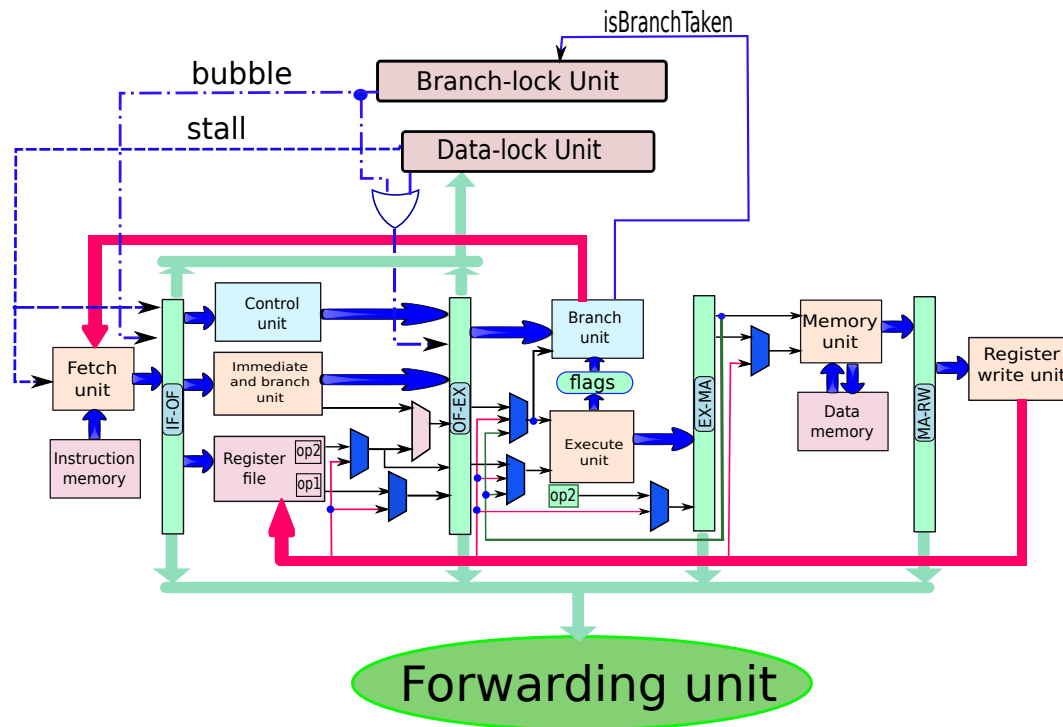 isBranchTaken
bubble
Branch-lock Unit
stall
Data-lock Unit
Control
unit
Branch
unit
Memory
unit
Fetch
unit
Immediate and branch
unit
flags
Register
write unit
IF-OF
OF-EX
EX-MA
MA-RW
Instruction
memory
Register
file
op2
op1
Execute
unit
op2
Data
memory
Forwarding unit